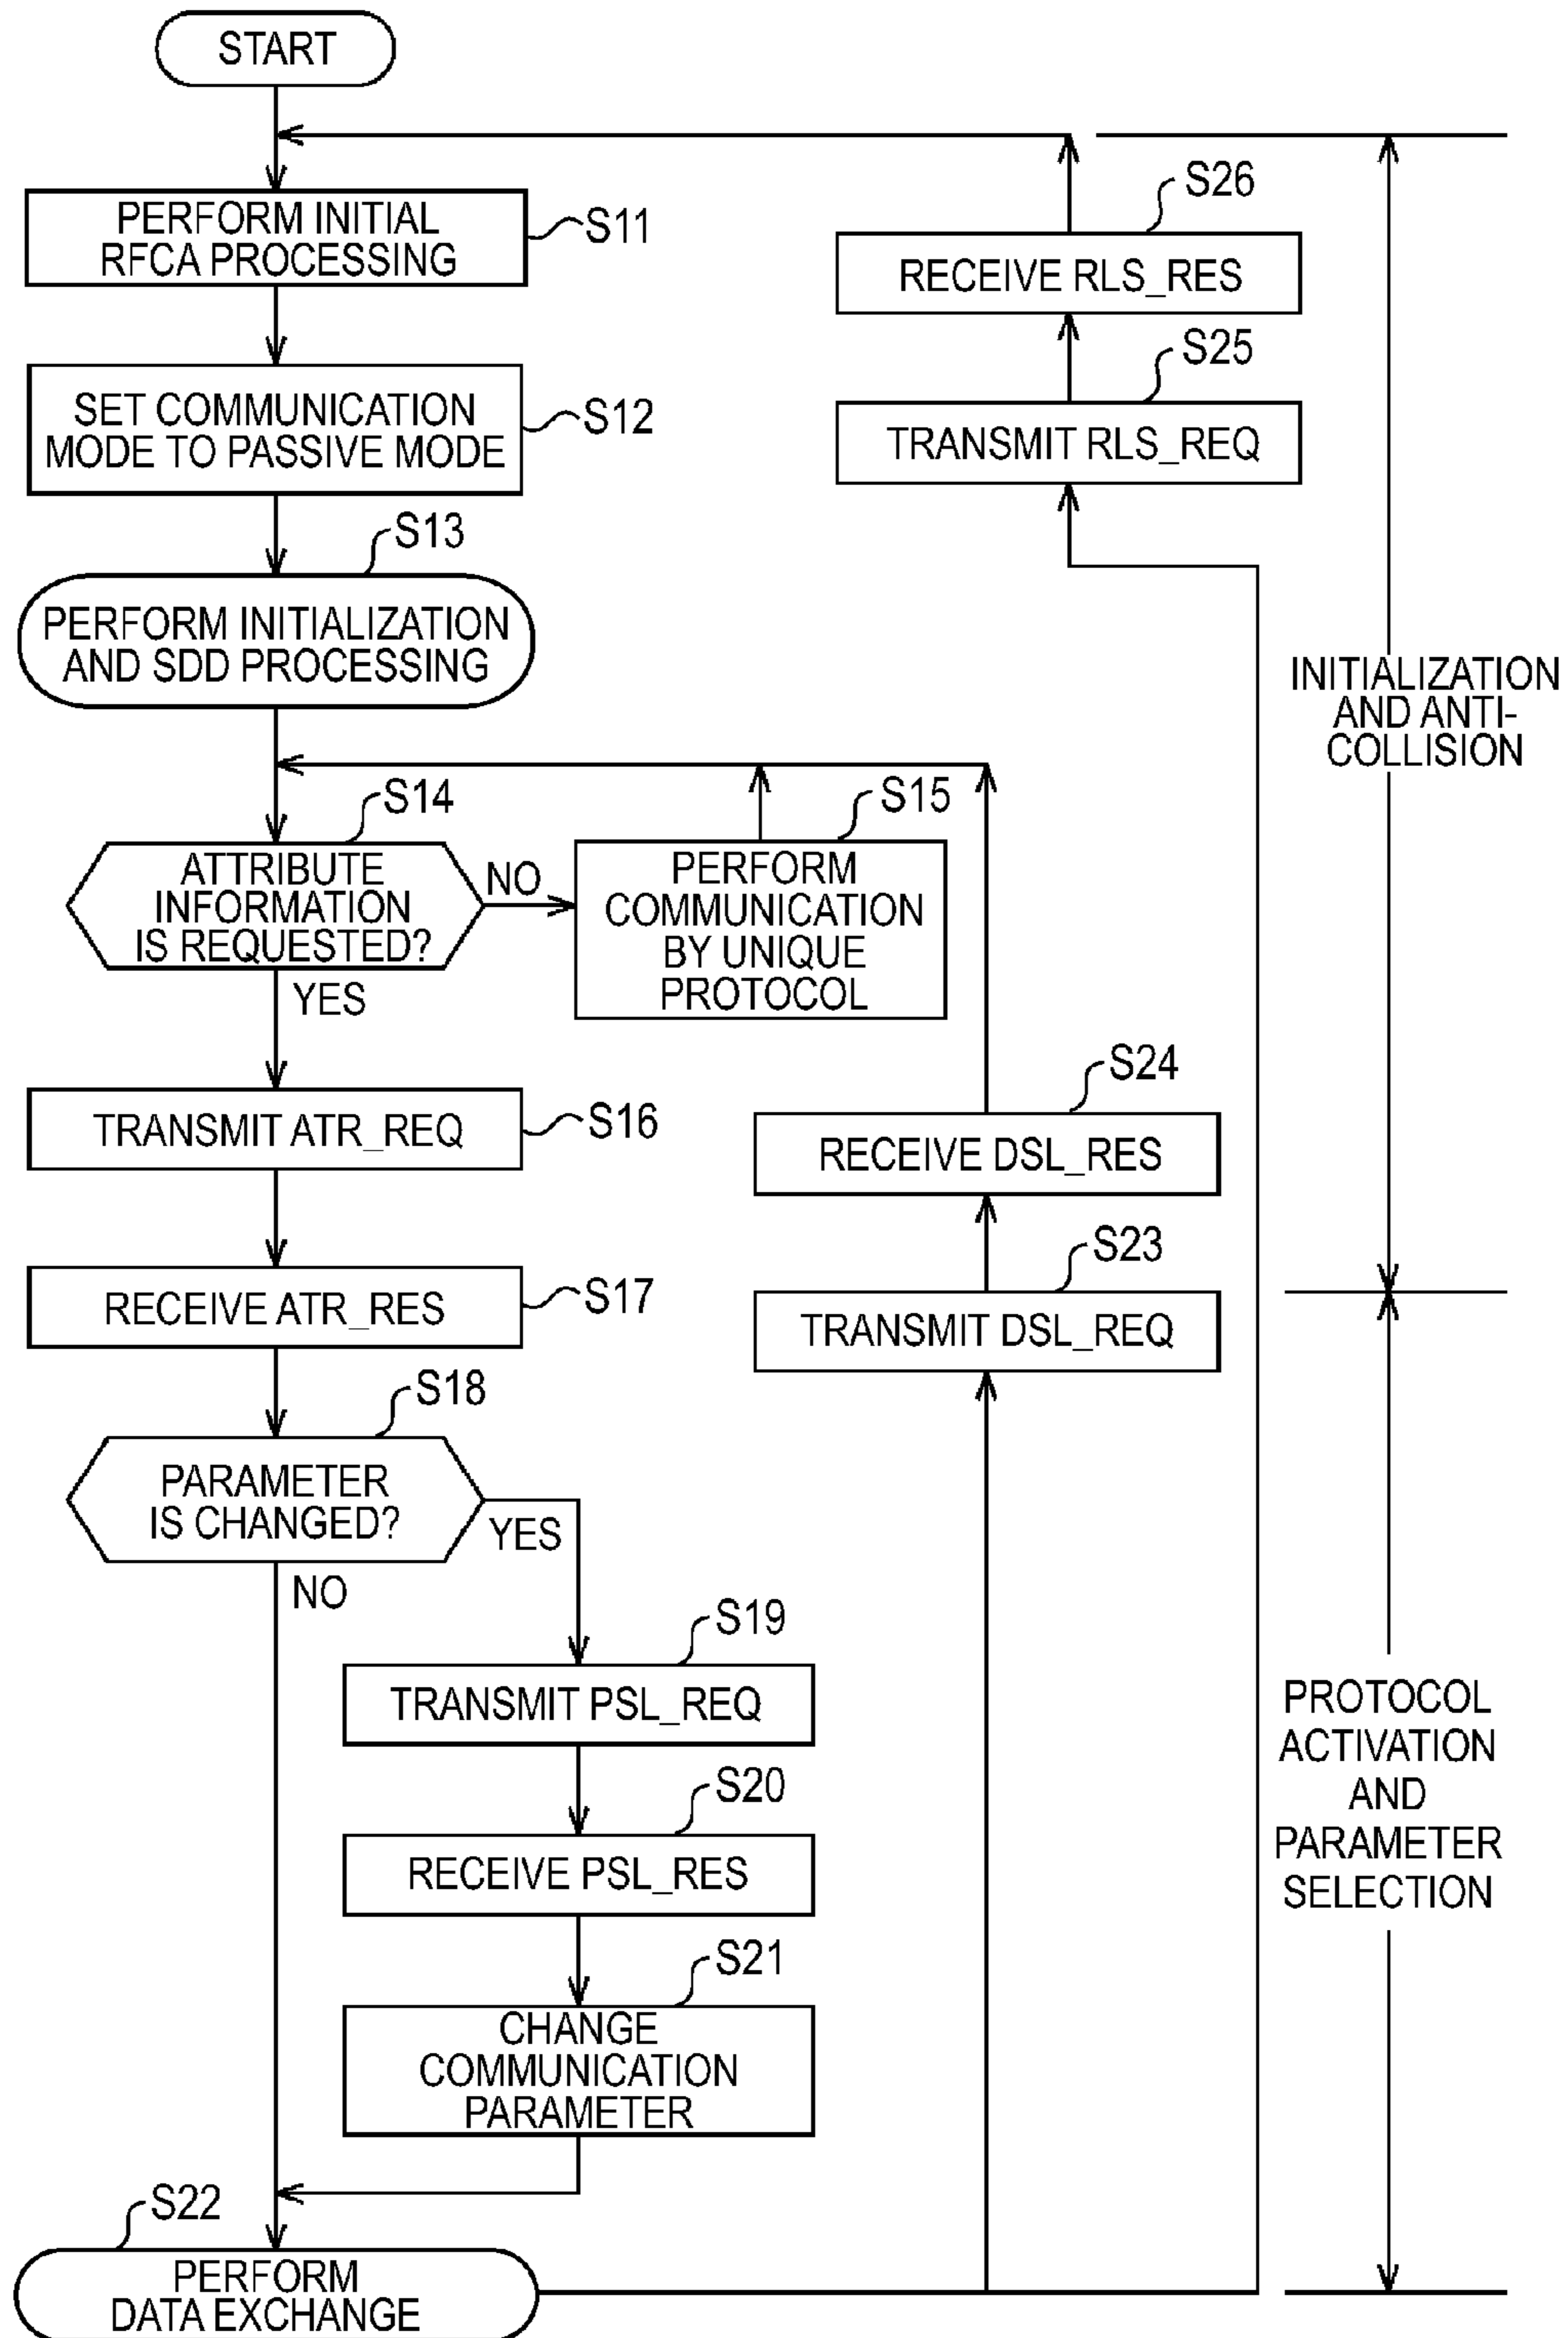 START
PERFORM INITIAL
RFCA PROCESSING
S11
SET COMMUNICATION
MODE TO PASSIVE MODE
S12
S13
PERFORM INITIALIZATION
AND SDD PROCESSING
S14
ATTRIBUTE
INFORMATION
IS REQUESTED?
NO
YES
S15
PERFORM
COMMUNICATION
BY UNIQUE
PROTOCOL
TRANSMIT ATR_REQ
S16
RECEIVE ATR_RES
S17
S18
PARAMETER
IS CHANGED?
YES
NO
S19
TRANSMIT PSL_REQ
S20
RECEIVE PSL_RES
S21
CHANGE
COMMUNICATION
PARAMETER
S22
PERFORM
DATA EXCHANGE
S24
RECEIVE DSL_RES
S23
TRANSMIT DSL_REQ
S26
RECEIVE RLS_RES
S25
TRANSMIT RLS_REQ
INITIALIZATION
AND ANTI-
COLLISION
PROTOCOL
ACTIVATION
AND
PARAMETER
SELECTION